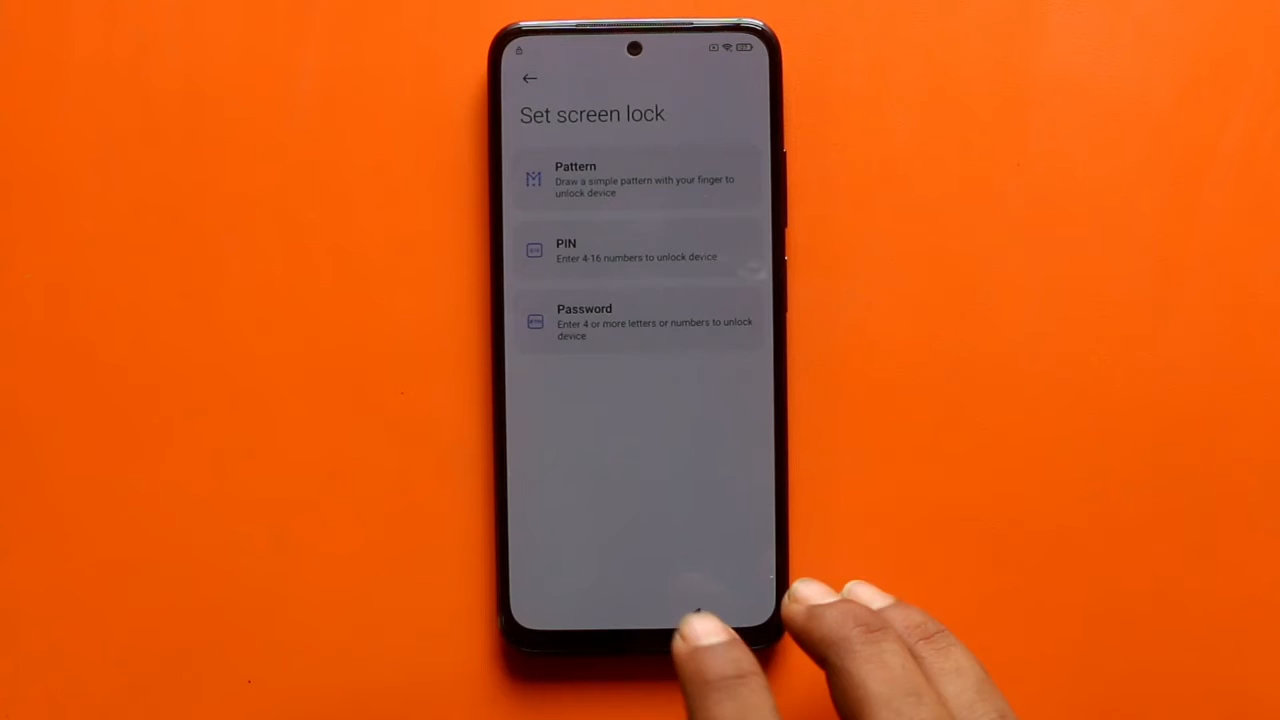 Set screen lock
Pattern
Draw a simple pattern with your finger to
unlock device
PIN
Enter 4-16 numbers to unlock device
Password
Enter 4 or more letters or numbers to unlock
device